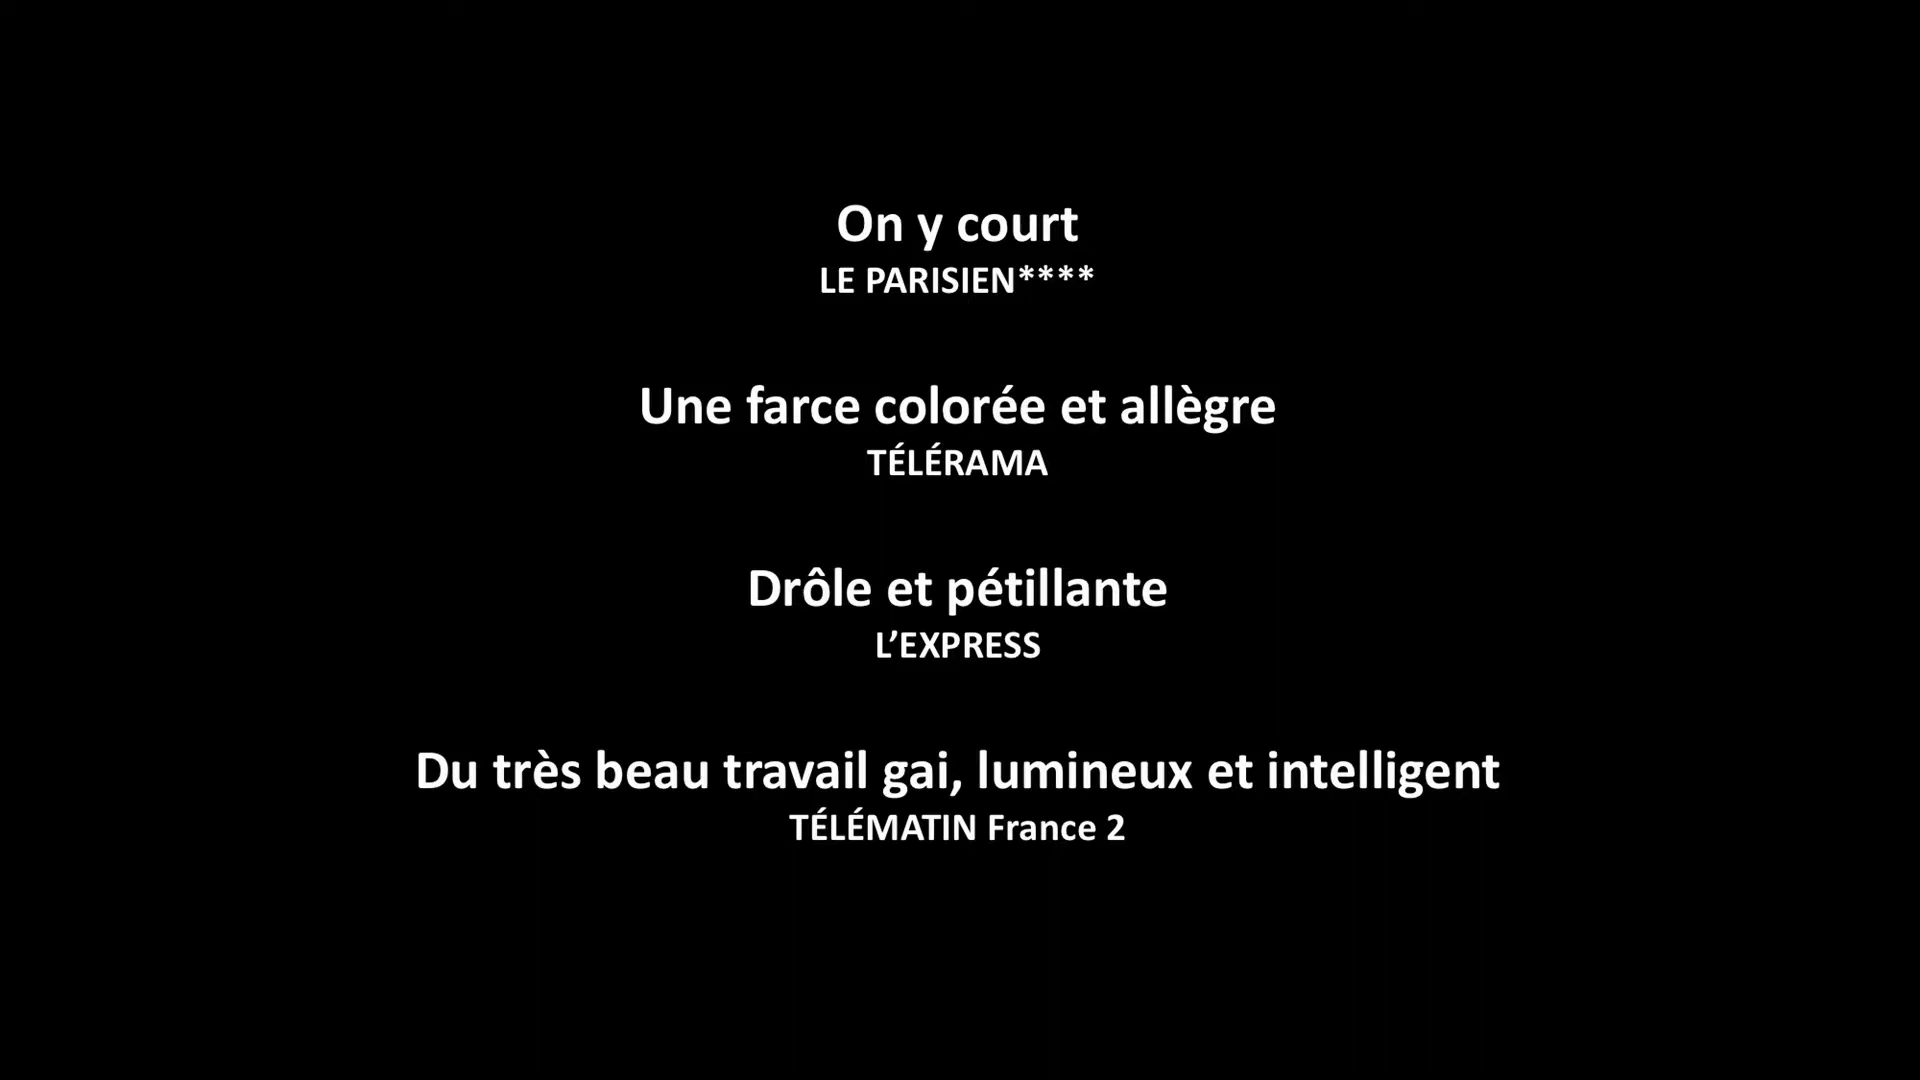 On y court
LE PARISIEN****
Une farce colorée et allègre
TÉLÉRAMA
Drôle et pétillante
L’EXPRESS
Du très beau travail gai, lumineux et intelligent
TÉLÉMATIN France 2